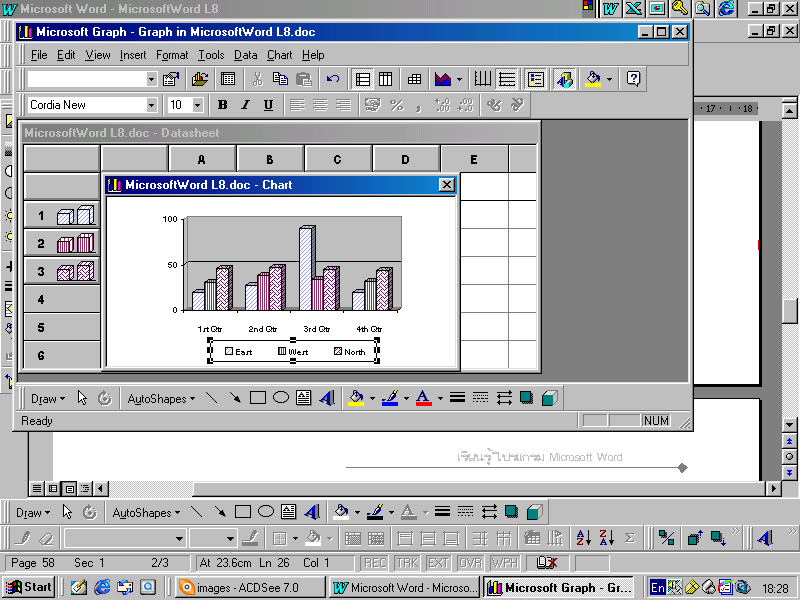 Microsoft Word - Microsoft Word L8
Microsoft Graph - Graph in MicrosoftWord L8.doc
File Edit View Insert Format Tools Data Chart Help
Cordia New 10 B I U
17 18
MicrosoftWord L8.doc - Datasheet
A B C D E
MicrosoftWord L8.doc - Chart
1
2
3
4
5
6
100
50
0
1st Qtr 2nd Qtr 3rd Qtr 4th Qtr
East West North
Draw AutoShapes
Ready NUM
เรียนรู้โปรแกรม Microsoft Word
Draw AutoShapes
Page 58 Sec 1 2/3 At 23.6cm Ln 26 Col 1 REC TRK EXT OVR WPH
Start images - ACDSee 7.0 Microsoft Word - Microso... Microsoft Graph - Gr... En 18:28